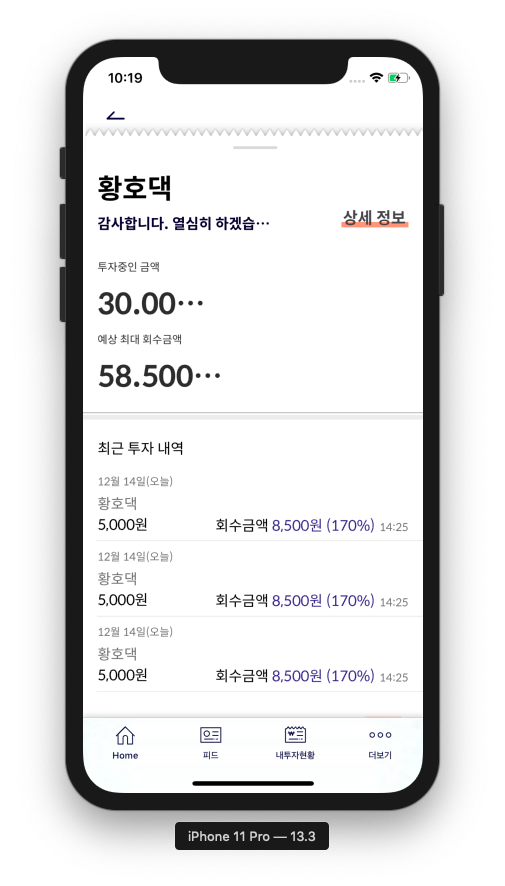 10:19
황호댁
감사합니다. 열심히 하겠습···
상세 정보
투자중인 금액
30.00···
예상 최대 회수금액
58.500···
최근 투자 내역
12월 14일(오늘)
황호댁
5,000원 회수금액 8,500원 (170%) 14:25
12월 14일(오늘)
황호댁
5,000원 회수금액 8,500원 (170%) 14:25
12월 14일(오늘)
황호댁
5,000원 회수금액 8,500원 (170%) 14:25
Home 피드 내투자현황 더보기
iPhone 11 Pro — 13.3